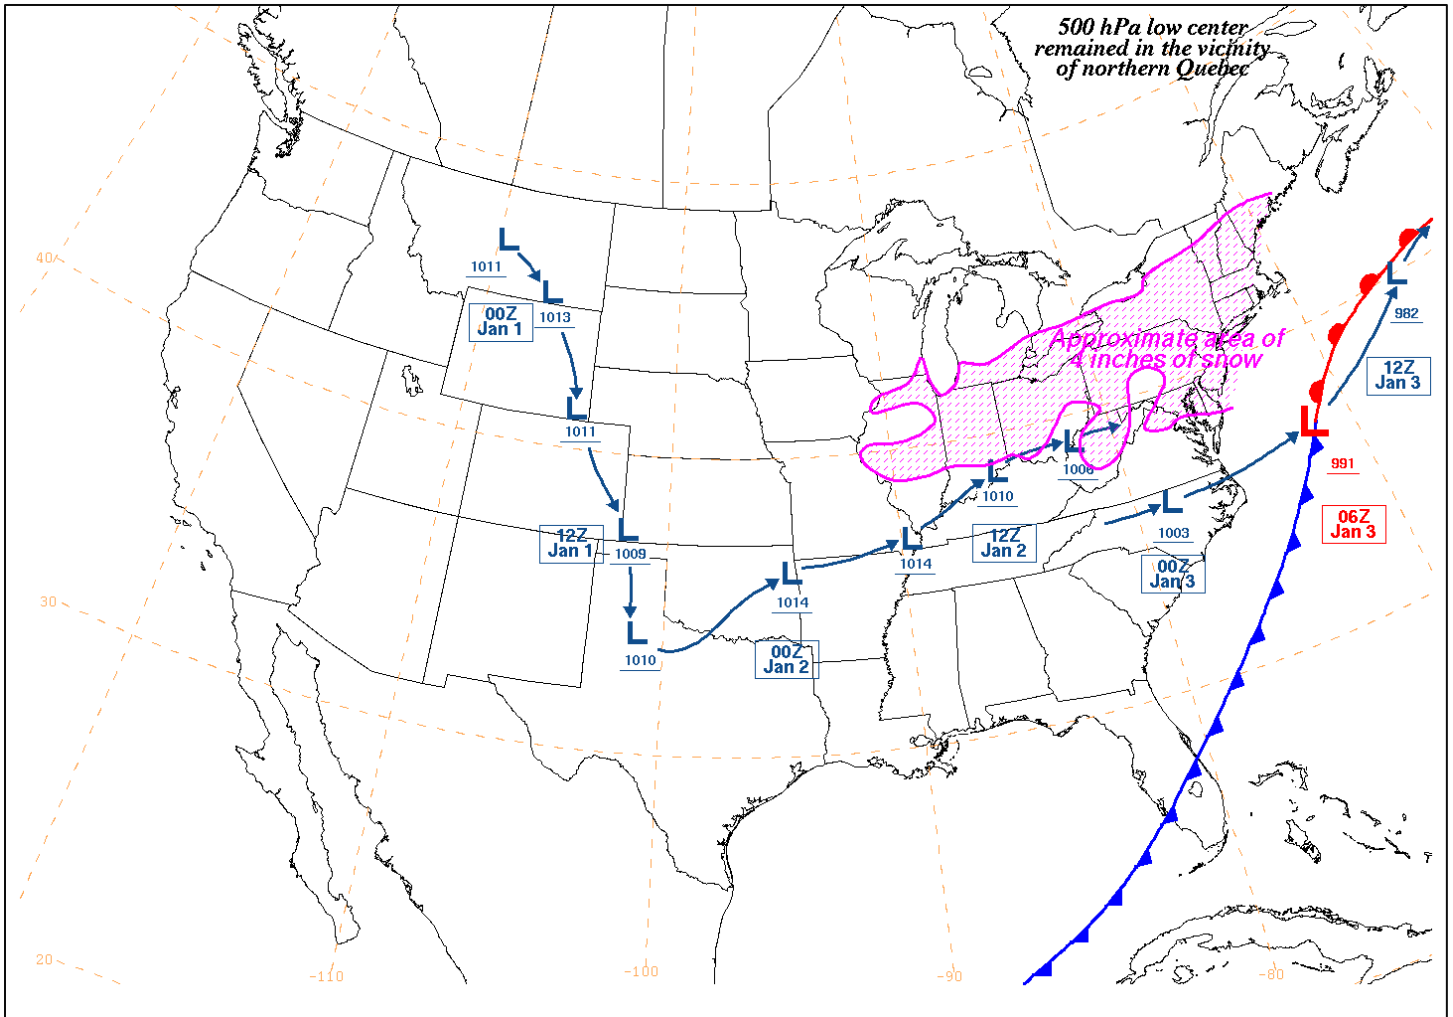 500 hPa low center
remained in the vicinity
of northern Quebec
40
1011
00Z
Jan 1
1013
982
Approximate area of
4 inches of snow
12Z
Jan 3
1011
991
1006
1010
06Z
Jan 3
12Z
Jan 1
1009
12Z
Jan 2
1003
1014
00Z
Jan 3
30
1014
1010
00Z
Jan 2
20
-110
-100
-90
-80